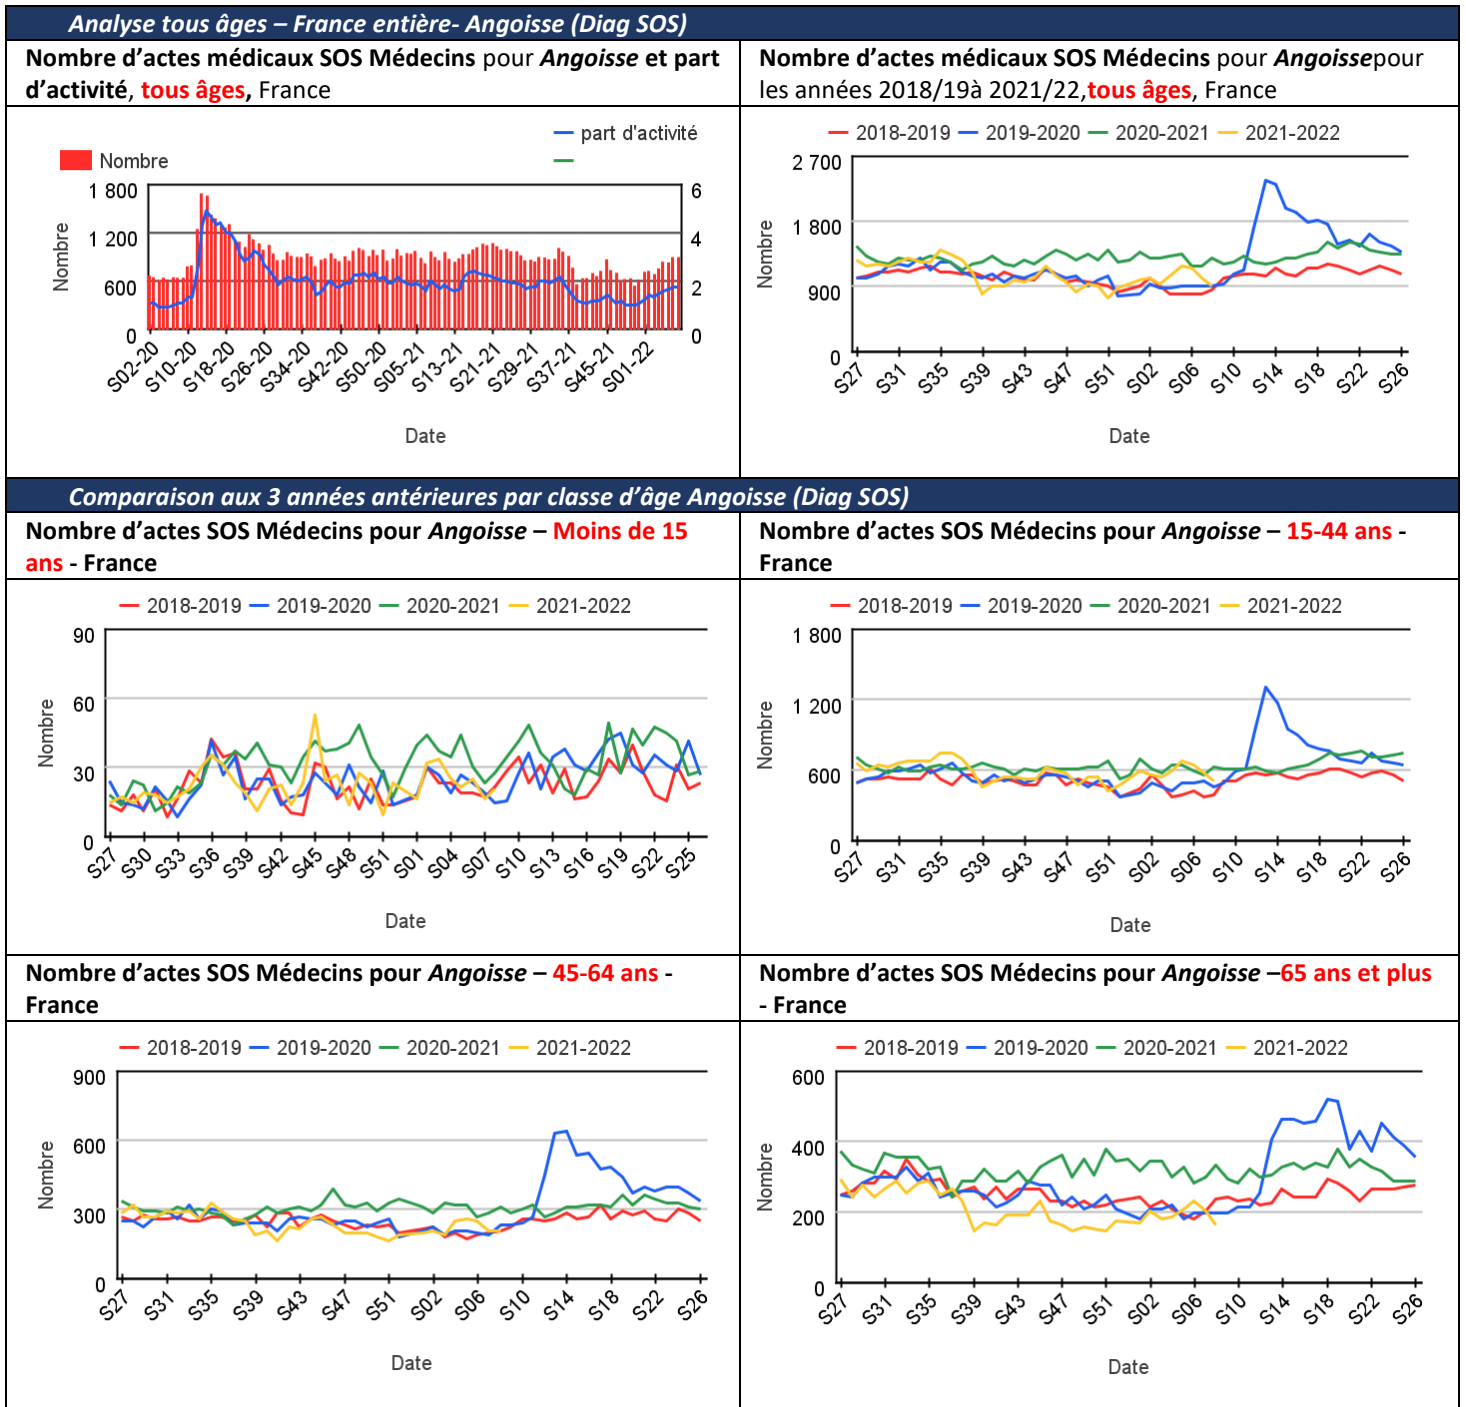 Analyse tous âges – France entière- Angoisse (Diag SOS)
Nombre d’actes médicaux SOS Médecins pour Angoisse et part
d’activité, tous âges, France
Nombre d’actes médicaux SOS Médecins pour Angoissepour
les années 2018/19à 2021/22,tous âges, France
part d'activité
Nombre
1 800
1 200
600
0
6
4
2
0
Nombre
S02-20
S10-20
S18-20
S26-20
S34-20
S42-20
S50-20
S05-21
S13-21
S21-21
S29-21
S37-21
S45-21
S01-22
Date
2018-2019
2019-2020
2020-2021
2021-2022
2 700
1 800
900
0
Nombre
S27
S31
S35
S39
S43
S47
S51
S02
S06
S10
S14
S18
S22
S26
Date
Comparaison aux 3 années antérieures par classe d’âge Angoisse (Diag SOS)
Nombre d’actes SOS Médecins pour Angoisse – Moins de 15
ans - France
Nombre d’actes SOS Médecins pour Angoisse – 15-44 ans -
France
2018-2019
2019-2020
2020-2021
2021-2022
90
60
30
0
Nombre
S27
S30
S33
S36
S39
S42
S45
S48
S51
S01
S04
S07
S10
S13
S16
S19
S22
S25
Date
2018-2019
2019-2020
2020-2021
2021-2022
1 800
1 200
600
0
Nombre
S27
S31
S35
S39
S43
S47
S51
S02
S06
S10
S14
S18
S22
S26
Date
Nombre d’actes SOS Médecins pour Angoisse – 45-64 ans -
France
Nombre d’actes SOS Médecins pour Angoisse –65 ans et plus
- France
2018-2019
2019-2020
2020-2021
2021-2022
900
600
300
0
Nombre
S27
S31
S35
S39
S43
S47
S51
S02
S06
S10
S14
S18
S22
S26
Date
2018-2019
2019-2020
2020-2021
2021-2022
600
400
200
0
Nombre
S27
S31
S35
S39
S43
S47
S51
S02
S06
S10
S14
S18
S22
S26
Date